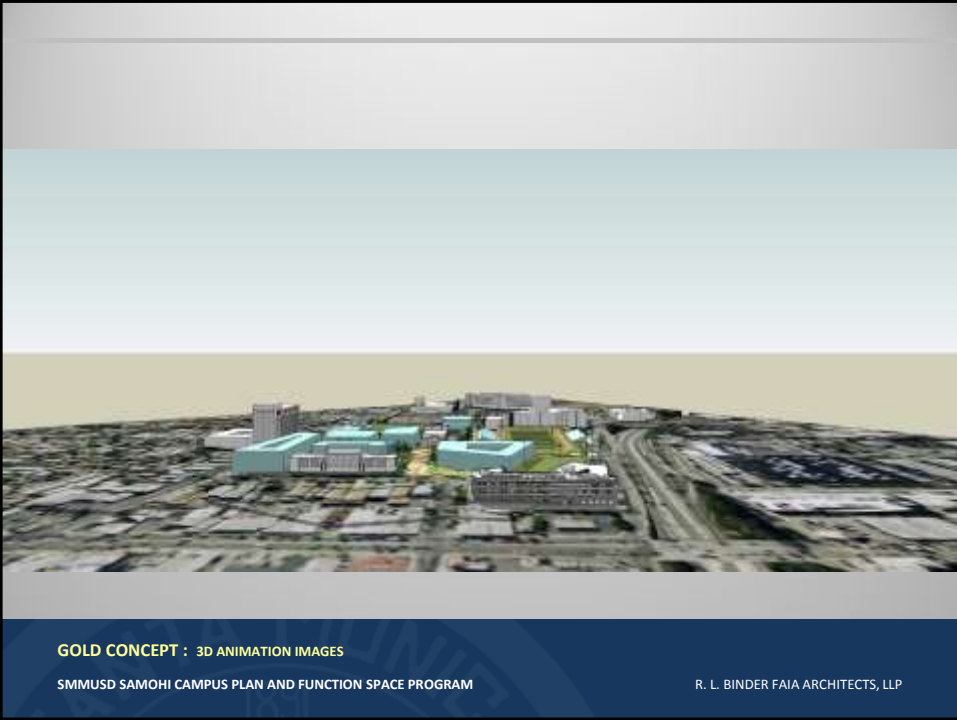 GOLD CONCEPT : 3D ANIMATION IMAGES
SMMUSD SAMOHI CAMPUS PLAN AND FUNCTION SPACE PROGRAM
R. L. BINDER FAIA ARCHITECTS, LLP